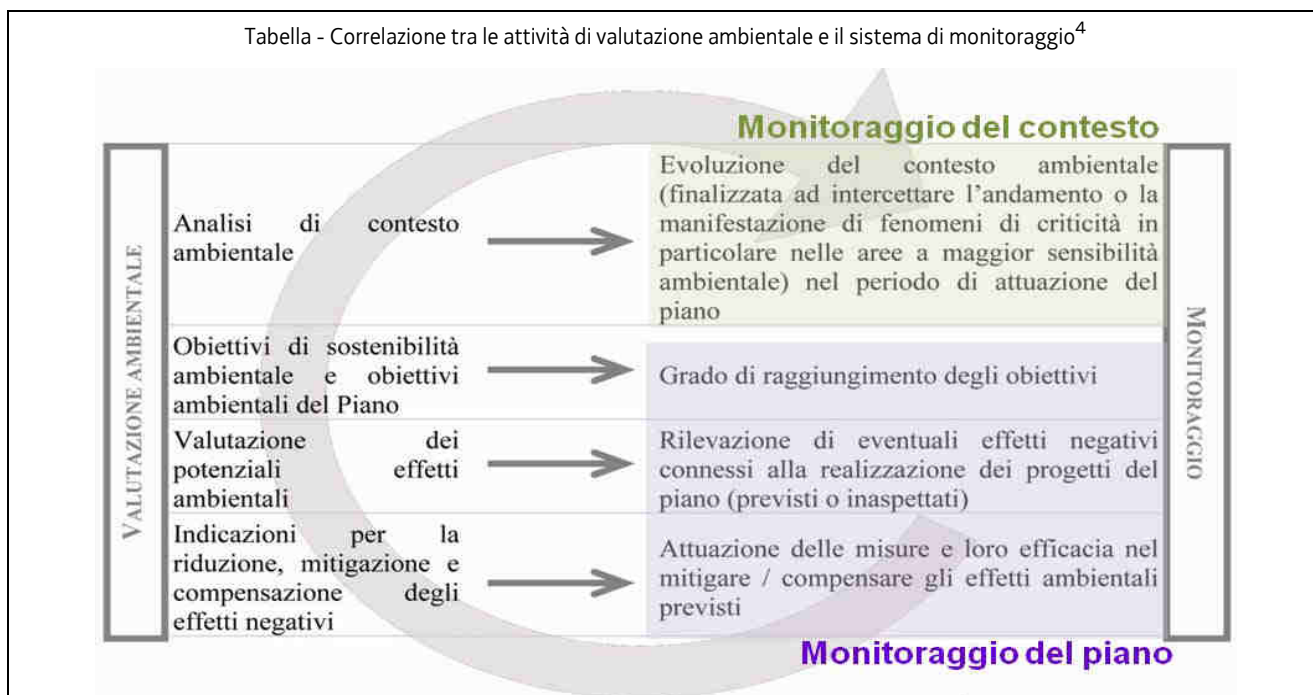 Tabella - Correlazione tra le attività di valutazione ambientale e il sistema di monitoraggio4
Monitoraggio del contesto
VALUTAZIONE AMBIENTALE
Analisi di contesto
ambientale
Evoluzione del contesto ambientale
(finalizzata ad intercettare l’andamento o la
manifestazione di fenomeni di criticità in
particolare nelle aree a maggior sensibilità
ambientale) nel periodo di attuazione del
piano
Obiettivi di sostenibilità
ambientale e obiettivi
ambientali del Piano
Grado di raggiungimento degli obiettivi
Valutazione dei
potenziali effetti
ambientali
Rilevazione di eventuali effetti negativi
connessi alla realizzazione dei progetti del
piano (previsti o inaspettati)
Indicazioni per la
riduzione, mitigazione e
compensazione degli
effetti negativi
Attuazione delle misure e loro efficacia nel
mitigare / compensare gli effetti ambientali
previsti
MONITORAGGIO
Monitoraggio del piano